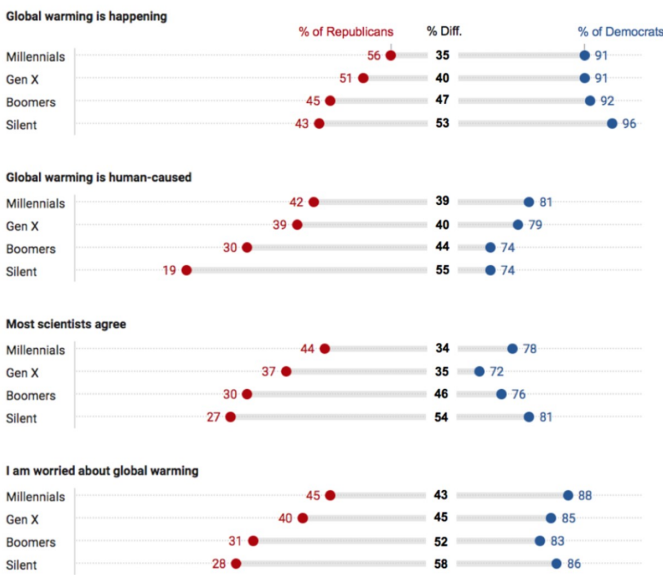 Global warming is happening
% of Republicans % Diff. % of Democrats
Millennials 56 35 91
Gen X 51 40 91
Boomers 45 47 92
Silent 43 53 96
Global warming is human-caused
Millennials 42 39 81
Gen X 39 40 79
Boomers 30 44 74
Silent 19 55 74
Most scientists agree
Millennials 44 34 78
Gen X 37 35 72
Boomers 30 46 76
Silent 27 54 81
I am worried about global warming
Millennials 45 43 88
Gen X 40 45 85
Boomers 31 52 83
Silent 28 58 86